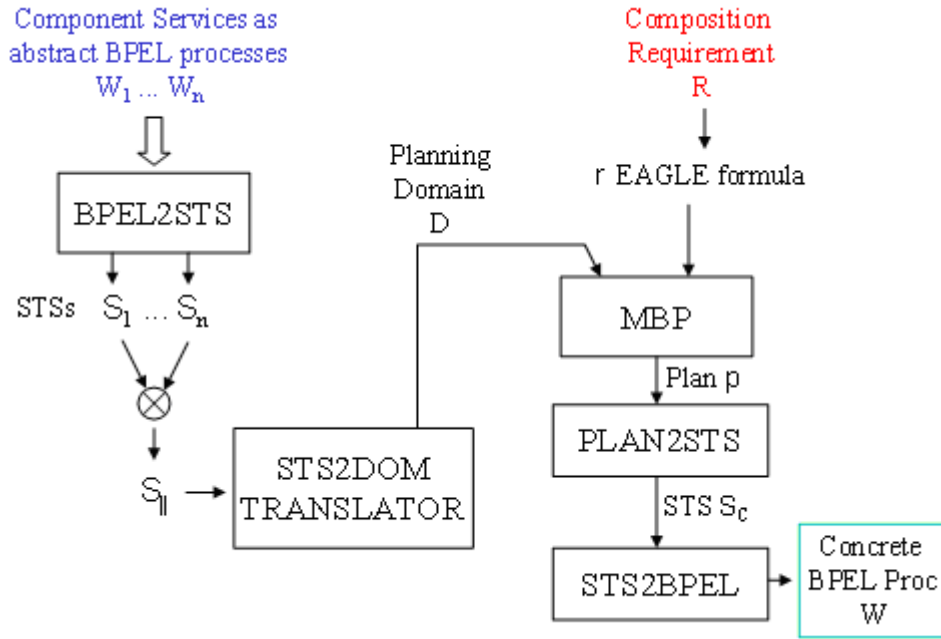 Component Services as
abstract BPEL processes
W1 ... Wn
BPEL2STS
STSs S1 ... Sn
S||
STS2DOM
TRANSLATOR
Planning
Domain
D
Composition
Requirement
R
r EAGLE formula
MBP
Plan p
PLAN2STS
STS Sc
STS2BPEL
Concrete
BPEL Proc
W